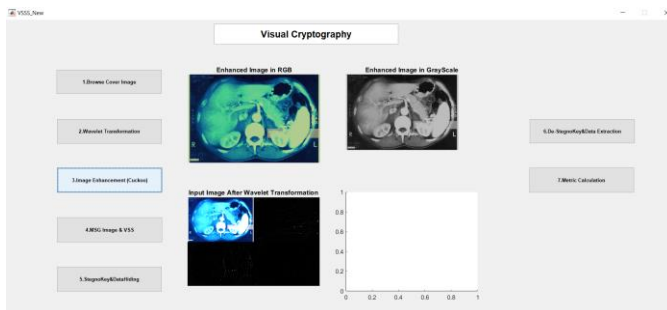 VSSS_New
Visual Cryptography
1.Browse Cover Image
2.Wavelet Transformation
3.Image Enhancement (Cuckoo)
4.MSG Image & VSS
5.StegnoKey&DataHiding
Enhanced Image in RGB
Enhanced Image in GrayScale
R
L
R
L
Input Image After Wavelet Transformation
1
0.8
0.6
0.4
0.2
0
0
0.2
0.4
0.6
0.8
1
6.De-StegnoKey&Data Extraction
7.Metric Calculation